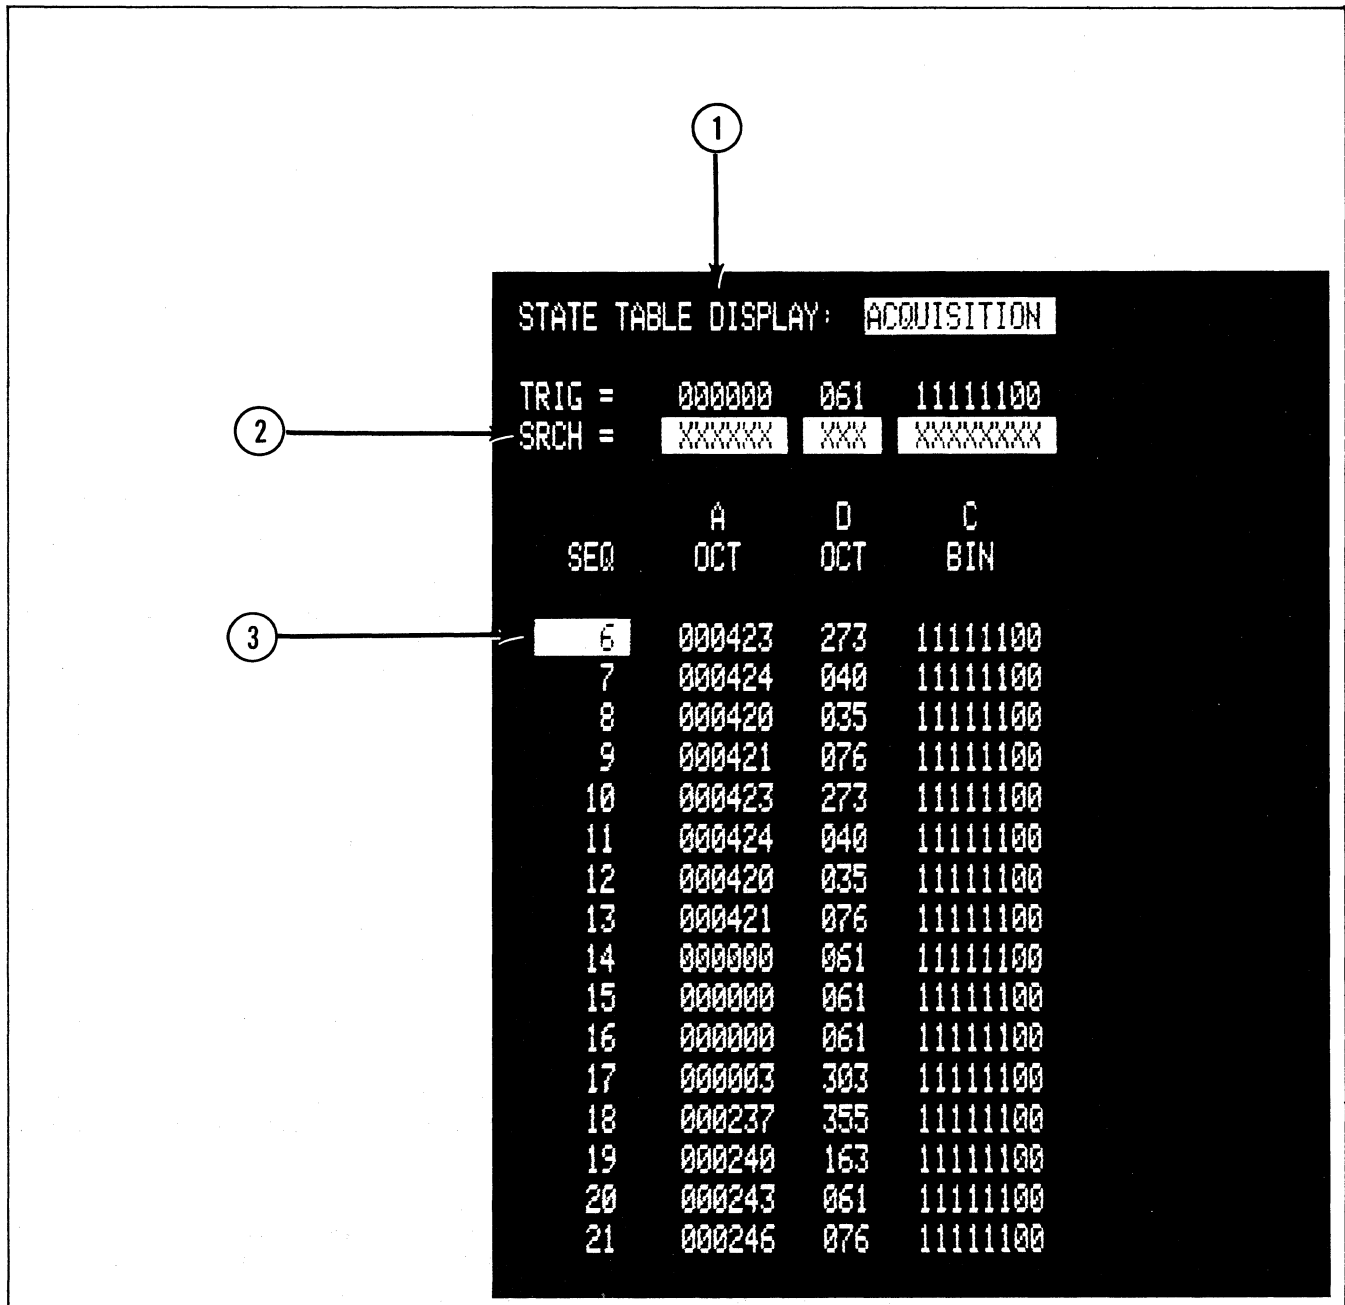 1
STATE TABLE DISPLAY: ACQUISITION
TRIG = 000000 061 11111100
2
SRCH = XXXXXX XXX XXXXXXXX
A D C
SEQ OCT OCT BIN
3
6 000423 273 11111100
7 000424 040 11111100
8 000420 035 11111100
9 000421 076 11111100
10 000423 273 11111100
11 000424 040 11111100
12 000420 035 11111100
13 000421 076 11111100
14 000000 061 11111100
15 000000 061 11111100
16 000000 061 11111100
17 000003 303 11111100
18 000237 355 11111100
19 000240 163 11111100
20 000243 061 11111100
21 000246 076 11111100